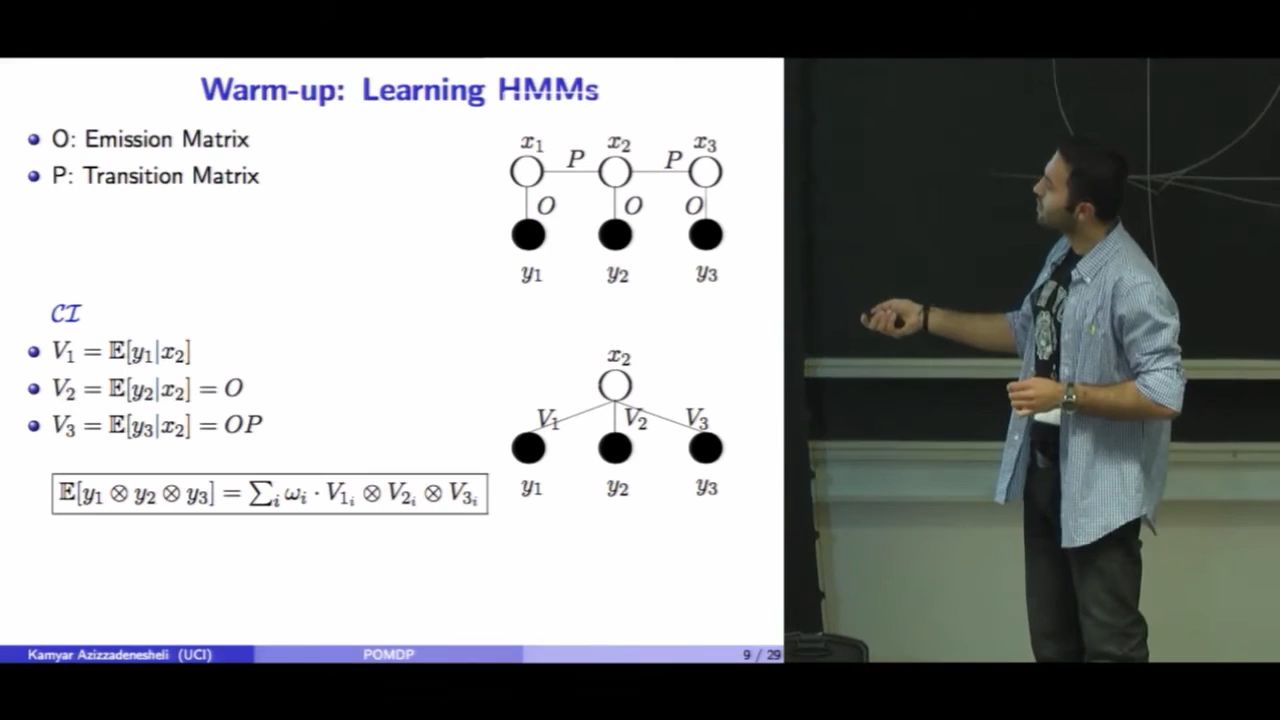 Warm-up: Learning HMMs
• O: Emission Matrix
• P: Transition Matrix
x₁ x₂ x₃
P P
O O O
y₁ y₂ y₃
𝒞ℐ
• V₁ = 𝔼[y₁|x₂]
• V₂ = 𝔼[y₂|x₂] = O
• V₃ = 𝔼[y₃|x₂] = OP
x₂
V₁ V₂ V₃
y₁ y₂ y₃
𝔼[y₁ ⊗ y₂ ⊗ y₃] = ∑ᵢ ωᵢ · V₁ᵢ ⊗ V₂ᵢ ⊗ V₃ᵢ
Kamyar Azizzadenesheli (UCI) POMDP 9 / 29